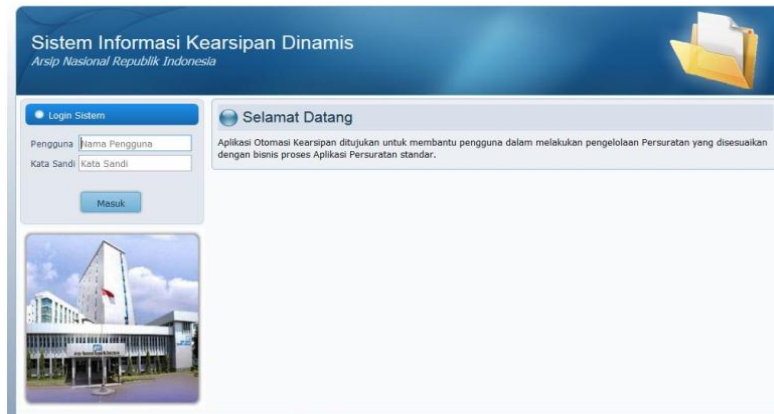 Sistem Informasi Kearsipan Dinamis
Arsip Nasional Republik Indonesia
Login Sistem
Pengguna Nama Pengguna
Kata Sandi Kata Sandi
Masuk
Selamat Datang
Aplikasi Otomasi Kearsipan ditujukan untuk membantu pengguna dalam melakukan pengelolaan Persuratan yang disesuaikan
dengan bisnis proses Aplikasi Persuratan standar.